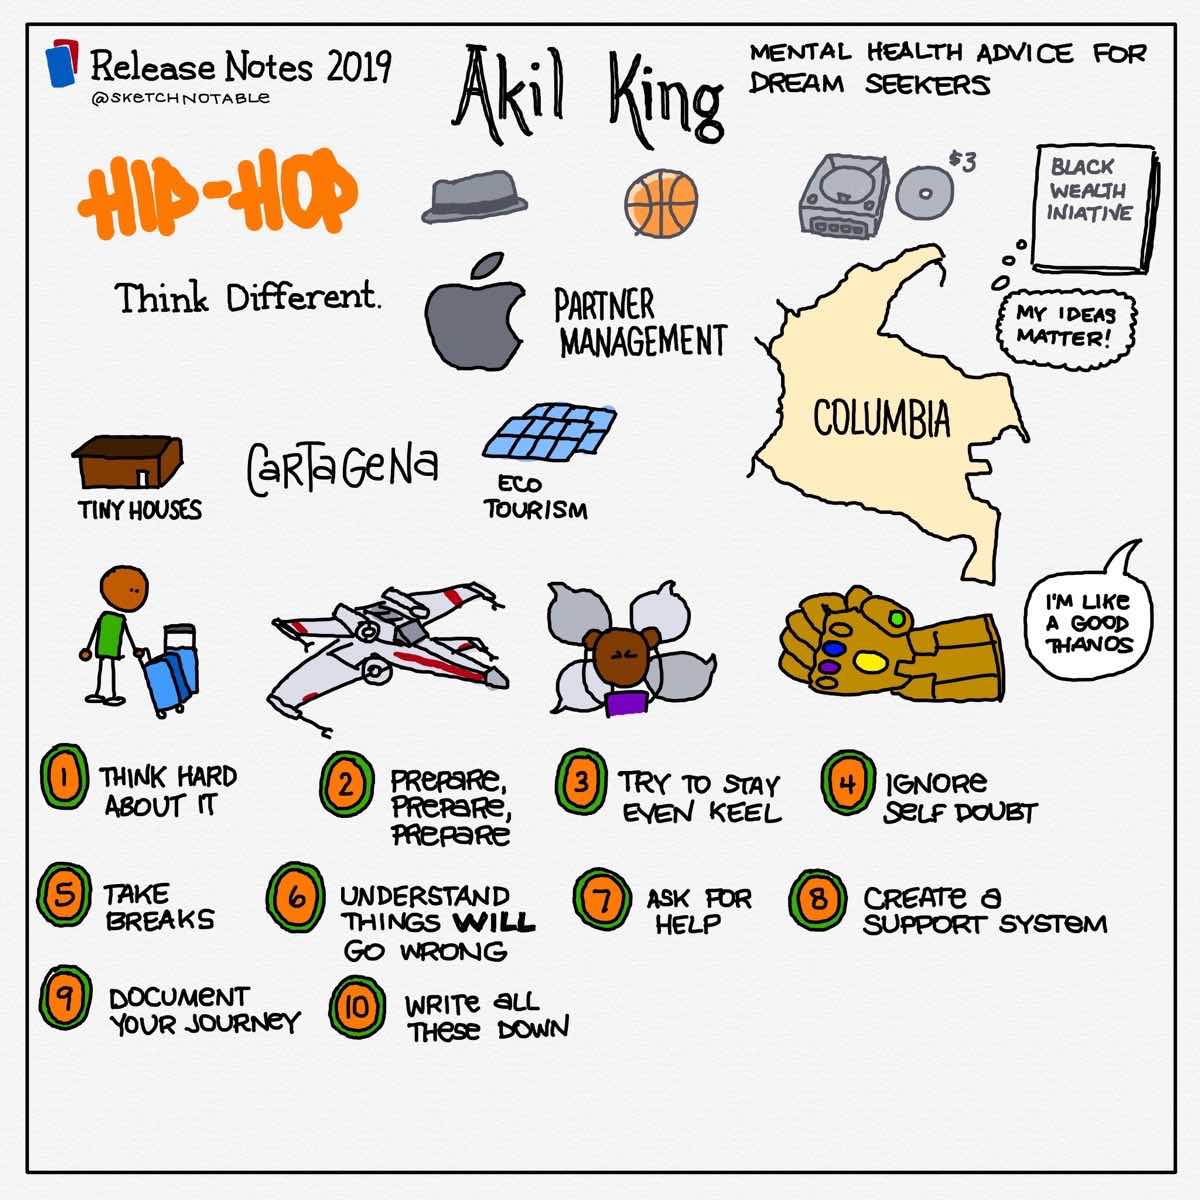 Release Notes 2019
@SKETCHNOTABLE
Akil King
MENTAL HEALTH ADVICE FOR
DREAM SEEKERS
HIP-HOP
$3
BLACK
WEALTH
INIATIVE
Think Different.
PARTNER
MANAGEMENT
MY IDEAS
MATTER!
COLUMBIA
TINY HOUSES
CARTAGENA
ECO
TOURISM
I'M LIKE
A GOOD
THANOS
1 THINK HARD
ABOUT IT
2 PREPARE,
PREPARE,
PREPARE
3 TRY TO STAY
EVEN KEEL
4 IGNORE
SELF DOUBT
5 TAKE
BREAKS
6 UNDERSTAND
THINGS WILL
GO WRONG
7 ASK FOR
HELP
8 CREATE A
SUPPORT SYSTEM
9 DOCUMENT
YOUR JOURNEY
10 WRITE ALL
THESE DOWN